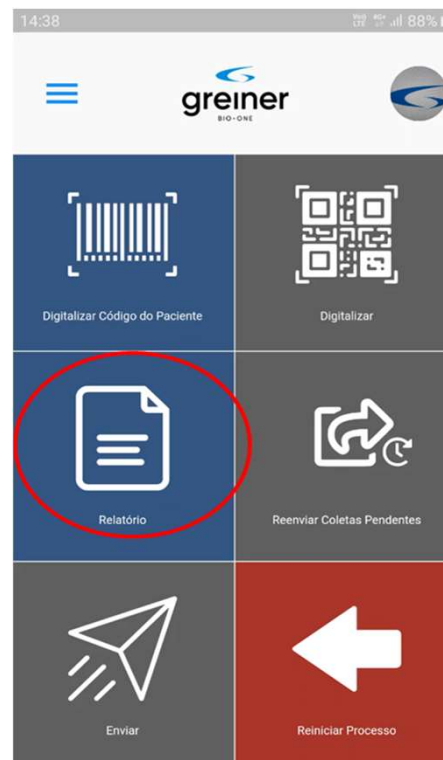 14:38
88%
greiner
BIO-ONE
Digitalizar Código do Paciente
Digitalizar
Relatório
Reenviar Coletas Pendentes
Enviar
Reiniciar Processo